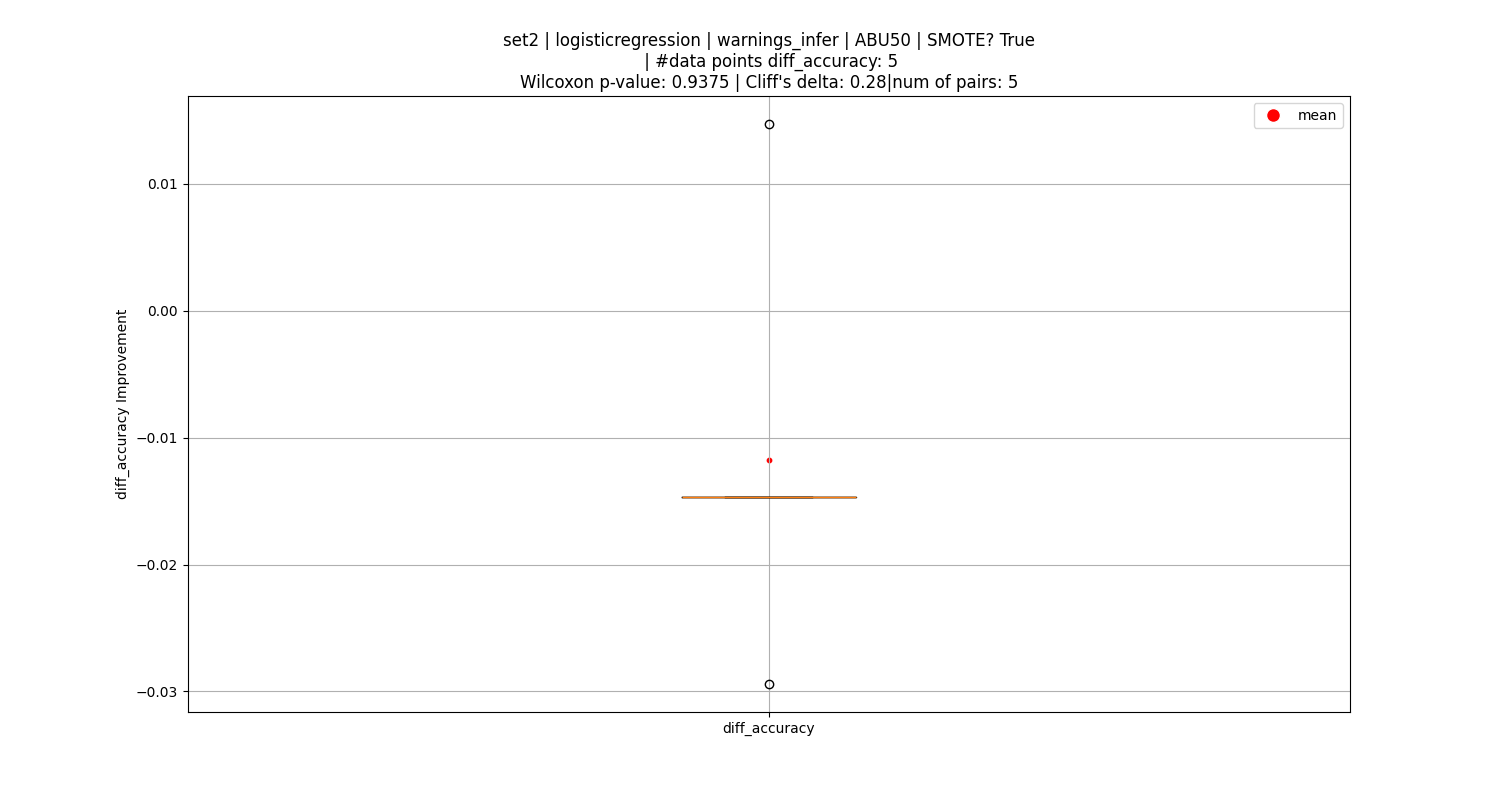 set2 | logisticregression | warnings_infer | ABU50 | SMOTE? True
| #data points diff_accuracy: 5
Wilcoxon p-value: 0.9375 | Cliff's delta: 0.28|num of pairs: 5
mean
0.01
0.00
−0.01
−0.02
−0.03
diff_accuracy Improvement
diff_accuracy